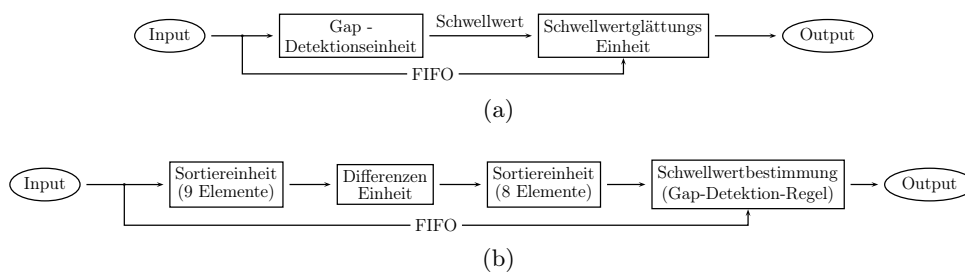 Input
Gap -
Detektionseinheit
Schwellwert
Schwellwertglättungs
Einheit
Output
FIFO
(a)
Input
Sortiereinheit
(9 Elemente)
Differenzen
Einheit
Sortiereinheit
(8 Elemente)
Schwellwertbestimmung
(Gap-Detektion-Regel)
Output
FIFO
(b)